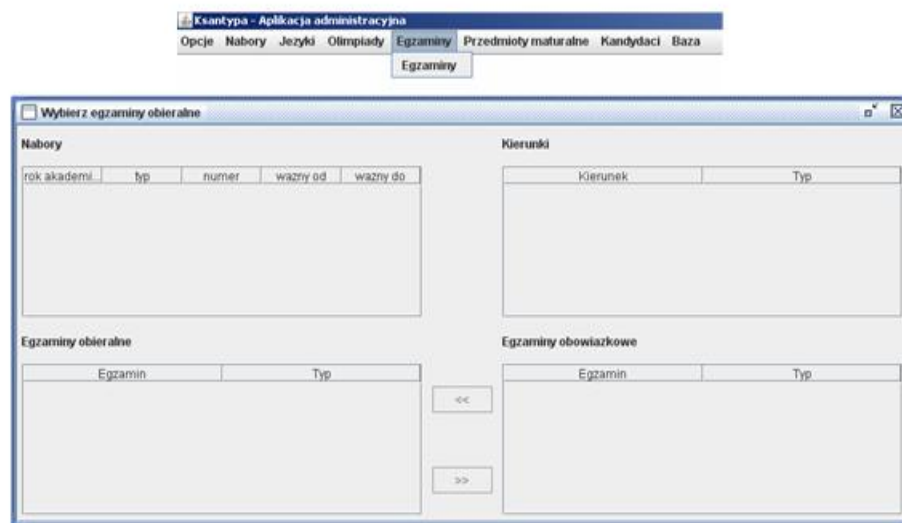 Ksantypa - Aplikacja administracyjna
Opcje Nabory Jezyki Olimpiady Egzaminy Przedmioty maturalne Kandydaci Baza
Egzaminy
Wybierz egzaminy obieralne
Nabory Kierunki
rok akademi... typ numer wazny od wazny do Kierunek Typ
Egzaminy obieralne Egzaminy obowiazkowe
Egzamin Typ Egzamin Typ
<<
>>